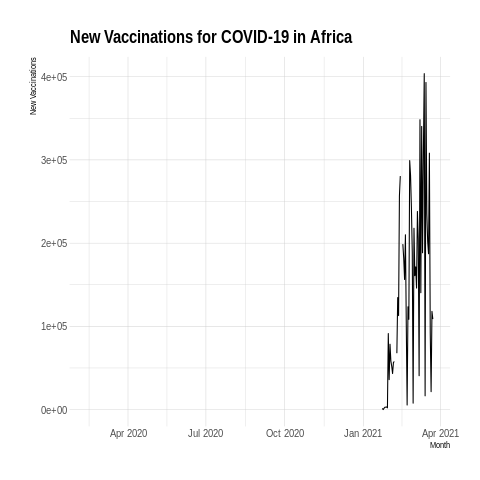 New Vaccinations for COVID-19 in Africa
New Vaccinations
4e+05
3e+05
2e+05
1e+05
0e+00
Apr 2020 Jul 2020 Oct 2020 Jan 2021 Apr 2021
Month